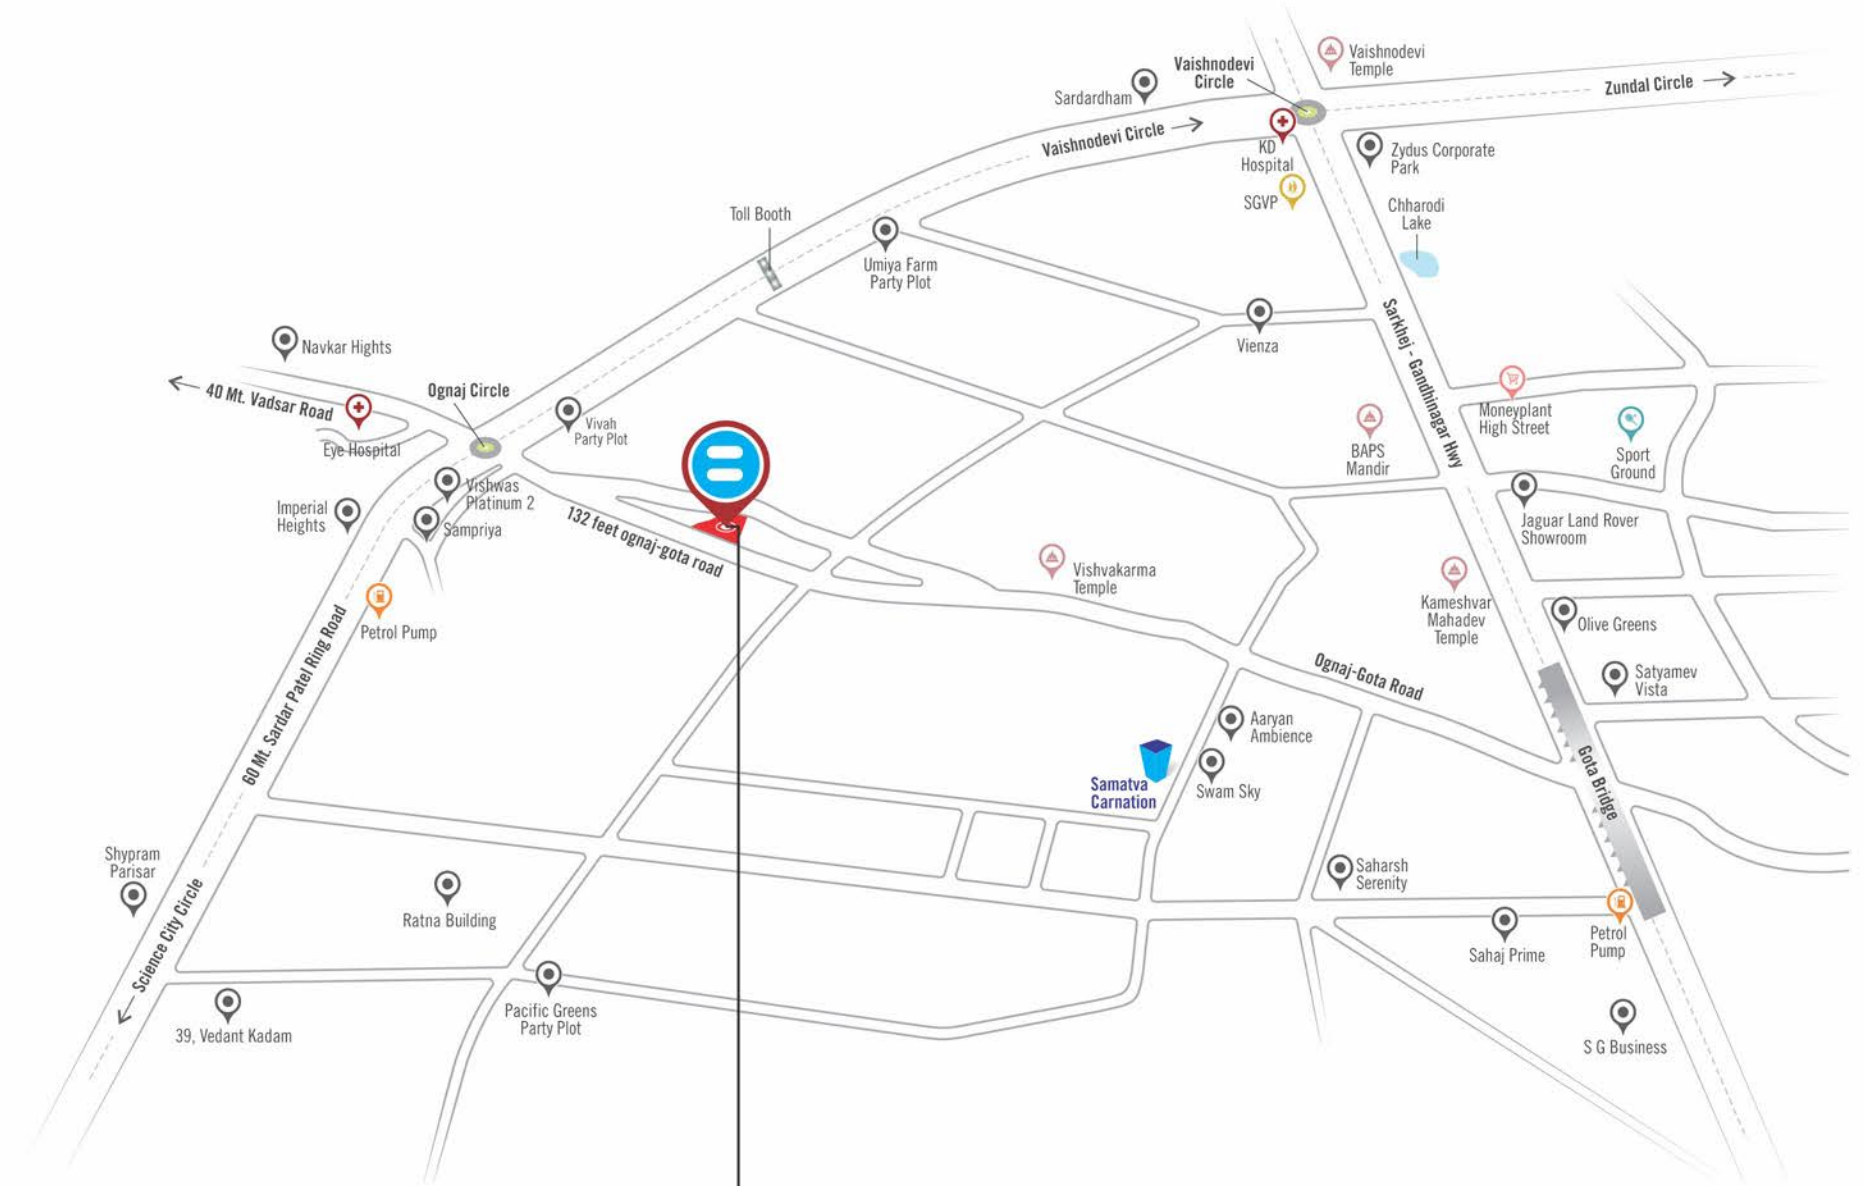 Vaishnodevi
Temple
Vaishnodevi
Circle
Zundal Circle
Sardardham
Vaishnodevi Circle
KD
Hospital
Zydus Corporate
Park
SGVP
Chharodi
Lake
Toll Booth
Umiya Farm
Party Plot
Vienza
Sarkhej - Gandhinagar Hwy
Navkar Hights
40 Mt. Vadsar Road
Ognaj Circle
Eye Hospital
Vivah
Party Plot
Moneyplant
High Street
BAPS
Mandir
Sport
Ground
Vishwas
Platinum 2
Imperial
Heights
Sampriya
132 feet ognaj-gota road
Jaguar Land Rover
Showroom
Vishvakarma
Temple
Kameshvar
Mahadev
Temple
Olive Greens
Petrol Pump
60 Mt. Sardar Patel Ring Road
Ognaj-Gota Road
Satyamev
Vista
Aaryan
Ambience
Swam Sky
Samatva
Carnation
Gota Bridge
Shypram
Parisar
Science City Circle
Ratna Building
Saharsh
Serenity
Sahaj Prime
Petrol
Pump
39, Vedant Kadam
Pacific Greens
Party Plot
S G Business